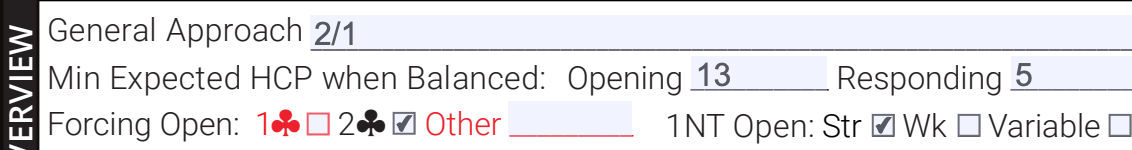 VERVIEW
General Approach 2/1
Min Expected HCP when Balanced: Opening 13 Responding 5
Forcing Open: 1♣ ☐ 2♣ ☑ Other 1NT Open: Str ☑ Wk ☐ Variable ☐